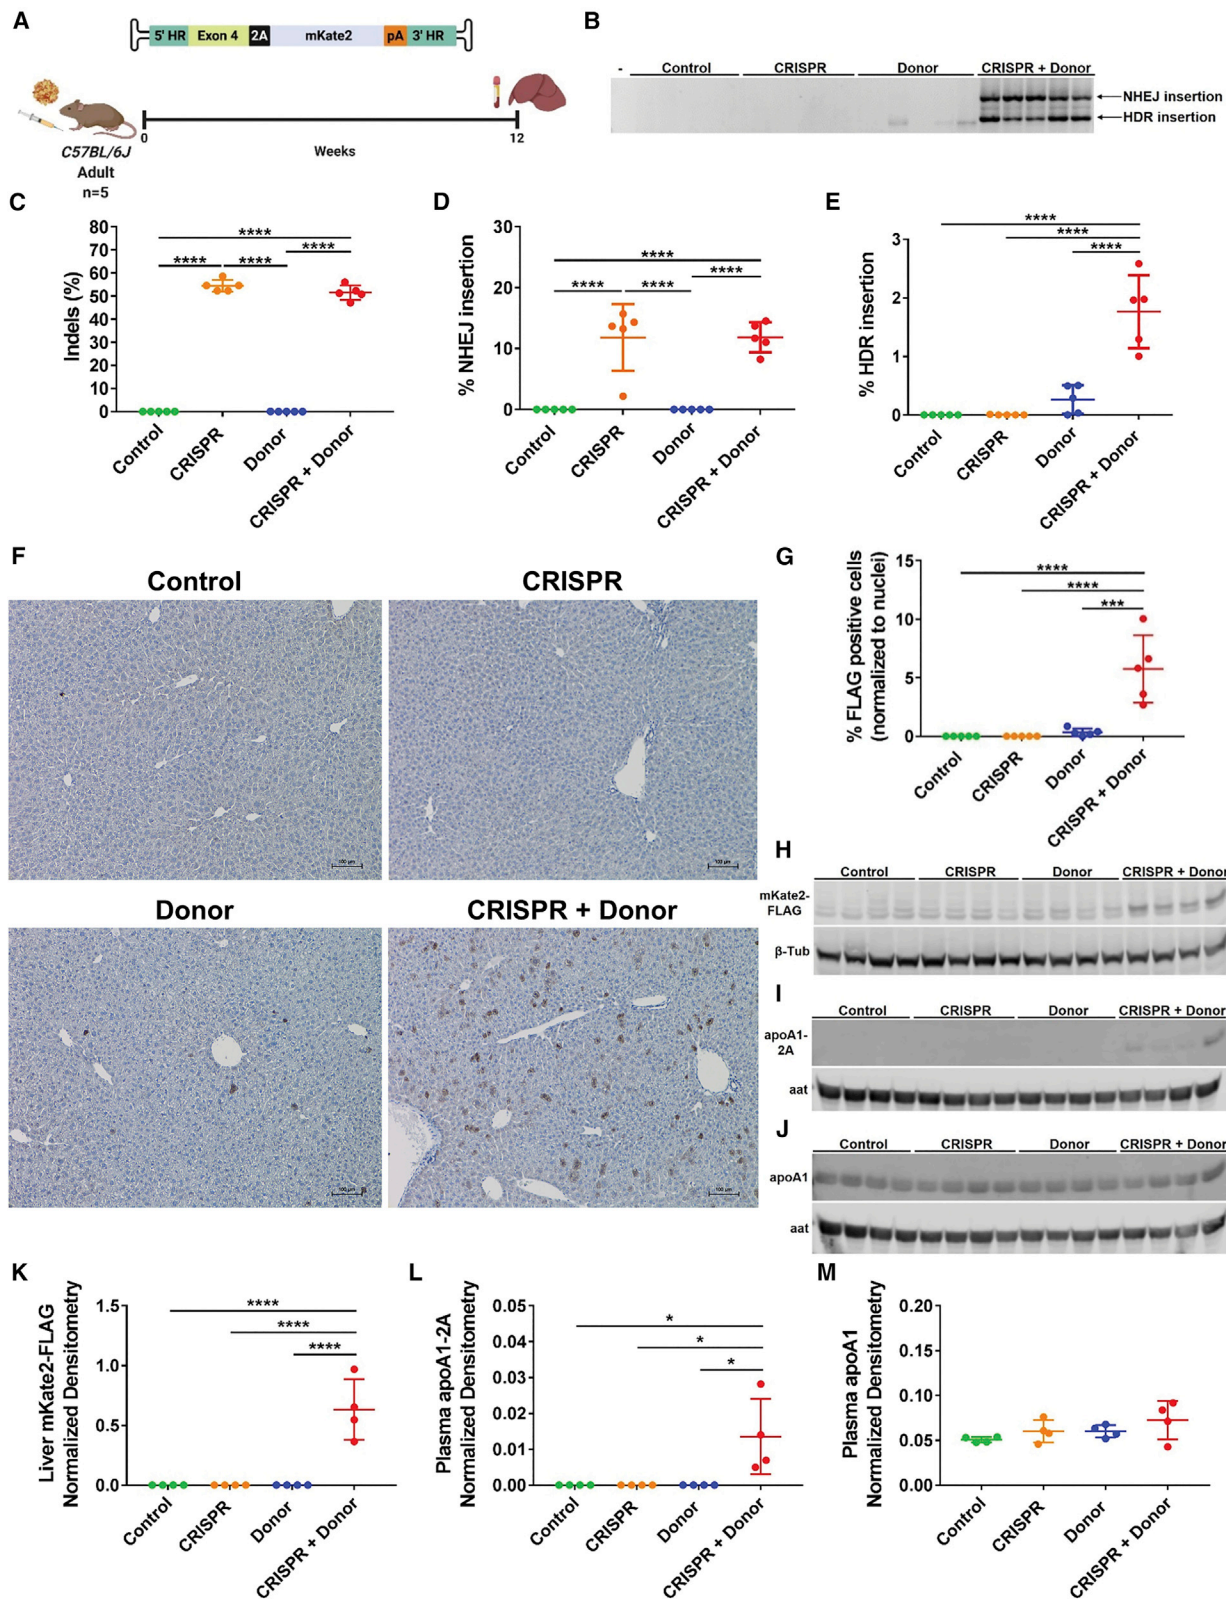 A
5' HR Exon 4 2A mKate2 pA 3' HR
0 12
Weeks
C57BL/6J
Adult
n=5
B
- Control CRISPR Donor CRISPR + Donor
NHEJ insertion
HDR insertion
C
Indels (%)
80
70
60
50
40
30
20
10
0
**** 
**** **** ****
Control CRISPR Donor CRISPR + Donor
D
% NHEJ insertion
30
20
10
0
****
**** **** ****
Control CRISPR Donor CRISPR + Donor
E
% HDR insertion
3
2
1
0
****
****
****
Control CRISPR Donor CRISPR + Donor
F
Control CRISPR
100 µm 100 µm
Donor CRISPR + Donor
100 µm 100 µm
G
% FLAG positive cells
(normalized to nuclei)
15
10
5
0
****
****
***
Control CRISPR Donor CRISPR + Donor
H
Control CRISPR Donor CRISPR + Donor
mKate2-
FLAG
β-Tub
I
Control CRISPR Donor CRISPR + Donor
apoA1-
2A
aat
J
Control CRISPR Donor CRISPR + Donor
apoA1
aat
K
Liver mKate2-FLAG
Normalized Densitometry
1.5
1.0
0.5
0.0
****
****
****
Control CRISPR Donor CRISPR + Donor
L
Plasma apoA1-2A
Normalized Densitometry
0.05
0.04
0.03
0.02
0.01
0.00
*
*
*
Control CRISPR Donor CRISPR + Donor
M
Plasma apoA1
Normalized Densitometry
0.20
0.15
0.10
0.05
0.00
Control CRISPR Donor CRISPR + Donor